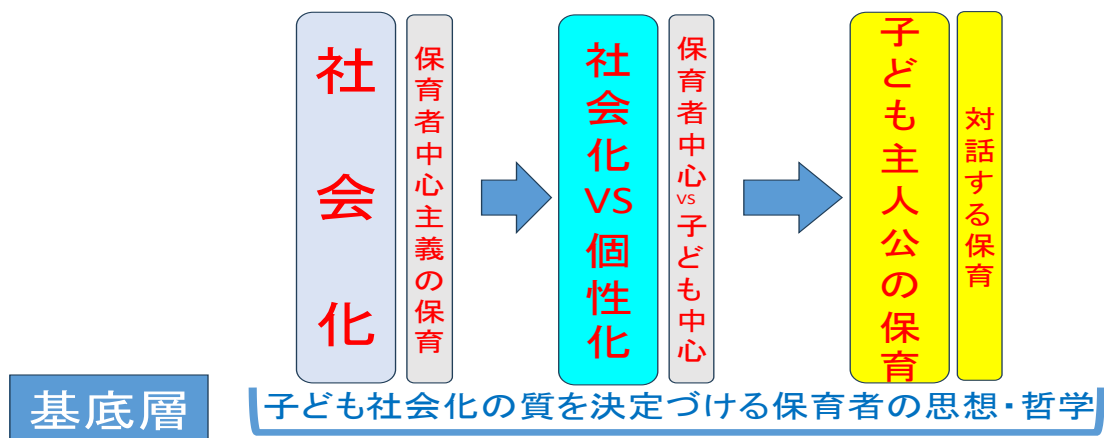 社会化
保育者中心主義の保育
社会化VS個性化
保育者中心vs子ども中心
子ども主人公の保育
対話する保育
基底層
子ども社会化の質を決定づける保育者の思想・哲学